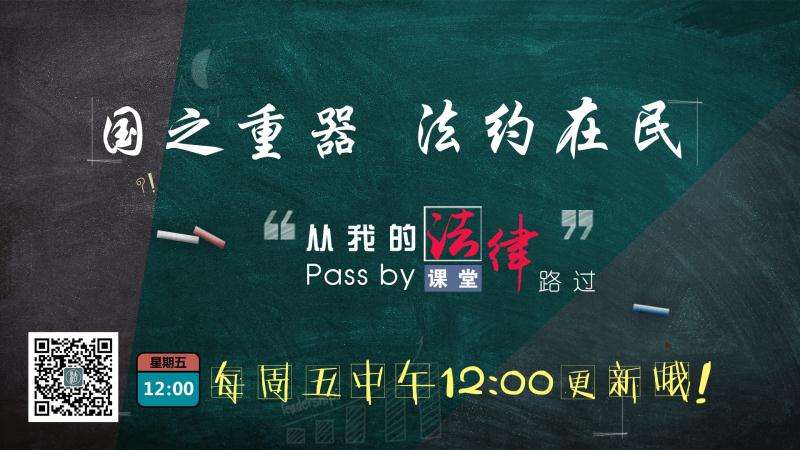 国之重器 法约在民
?!
“从我的法律”
Pass by 课堂 路过
星期五
12:00
每周五中午12:00更新哦!